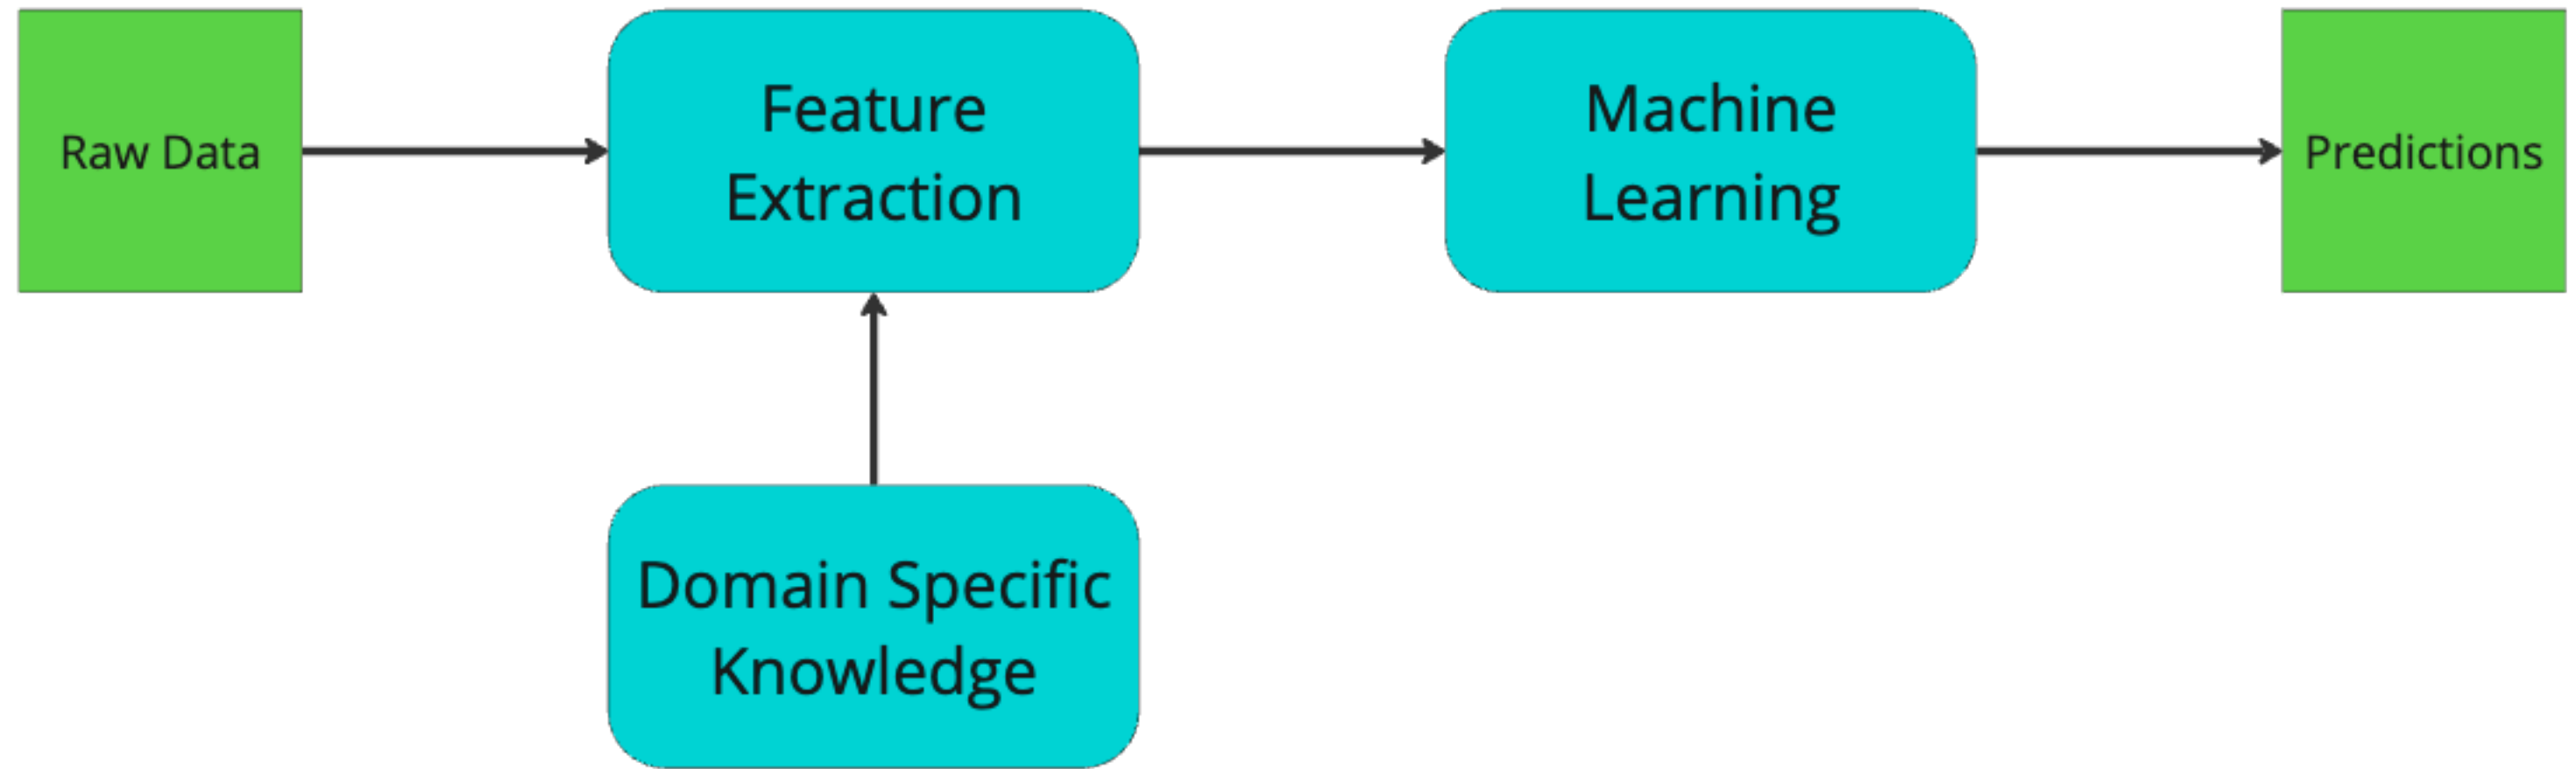 Raw Data
Feature
Extraction
Machine
Learning
Predictions
Domain Specific
Knowledge